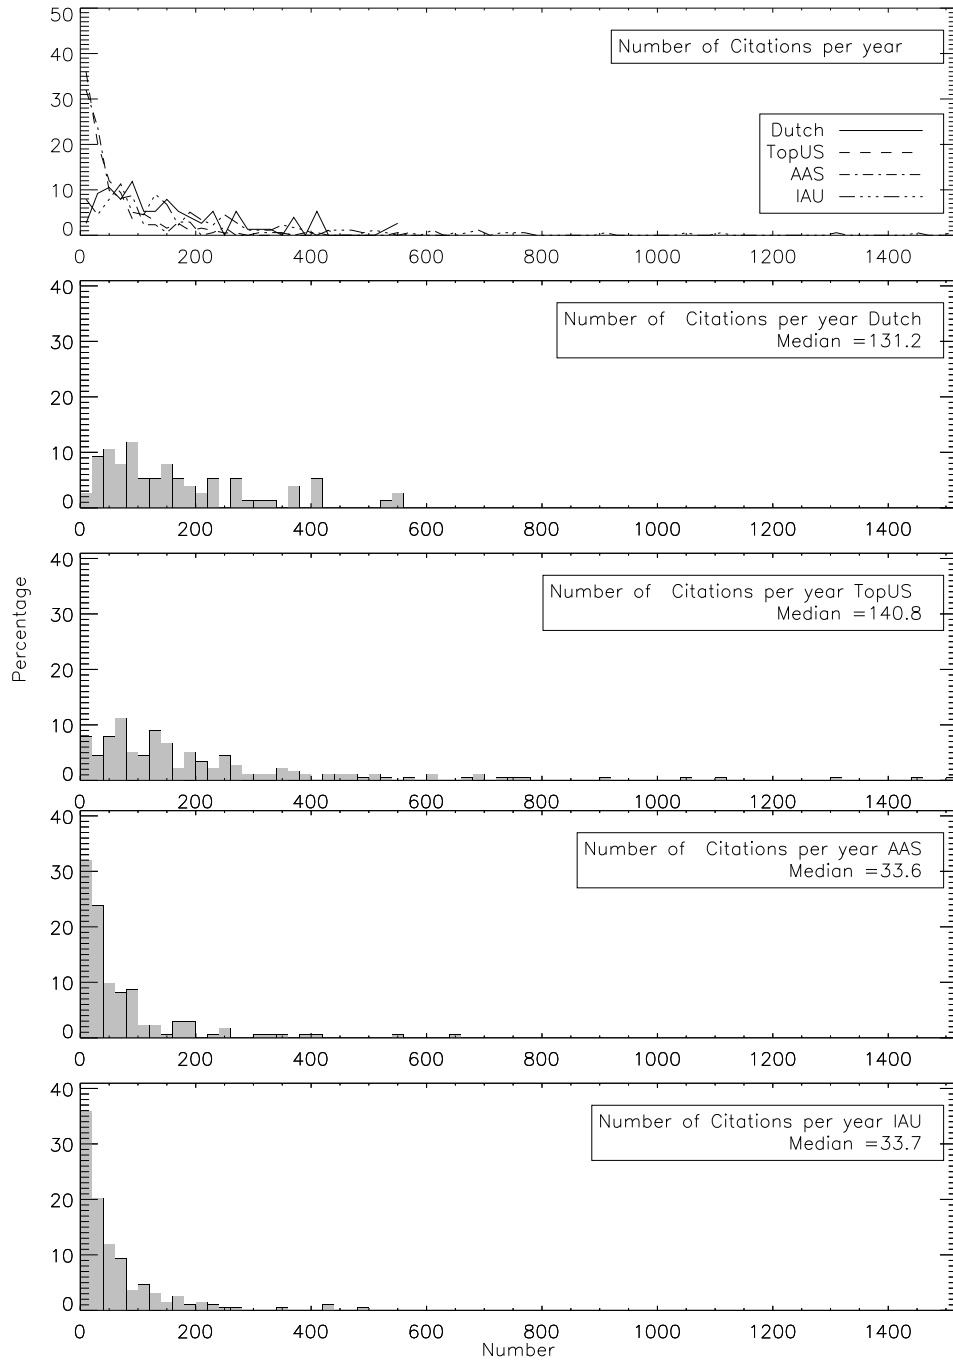 50
40
30
20
10
0
Number of Citations per year
Dutch
TopUS
AAS
IAU
0 200 400 600 800 1000 1200 1400
40
30
20
10
0
Number of  Citations per year Dutch
Median =131.2
0 200 400 600 800 1000 1200 1400
Percentage
40
30
20
10
0
Number of  Citations per year TopUS
Median =140.8
0 200 400 600 800 1000 1200 1400
40
30
20
10
0
Number of  Citations per year AAS
Median =33.6
0 200 400 600 800 1000 1200 1400
40
30
20
10
0
Number of Citations per year IAU
Median =33.7
0 200 400 600 800 1000 1200 1400
Number